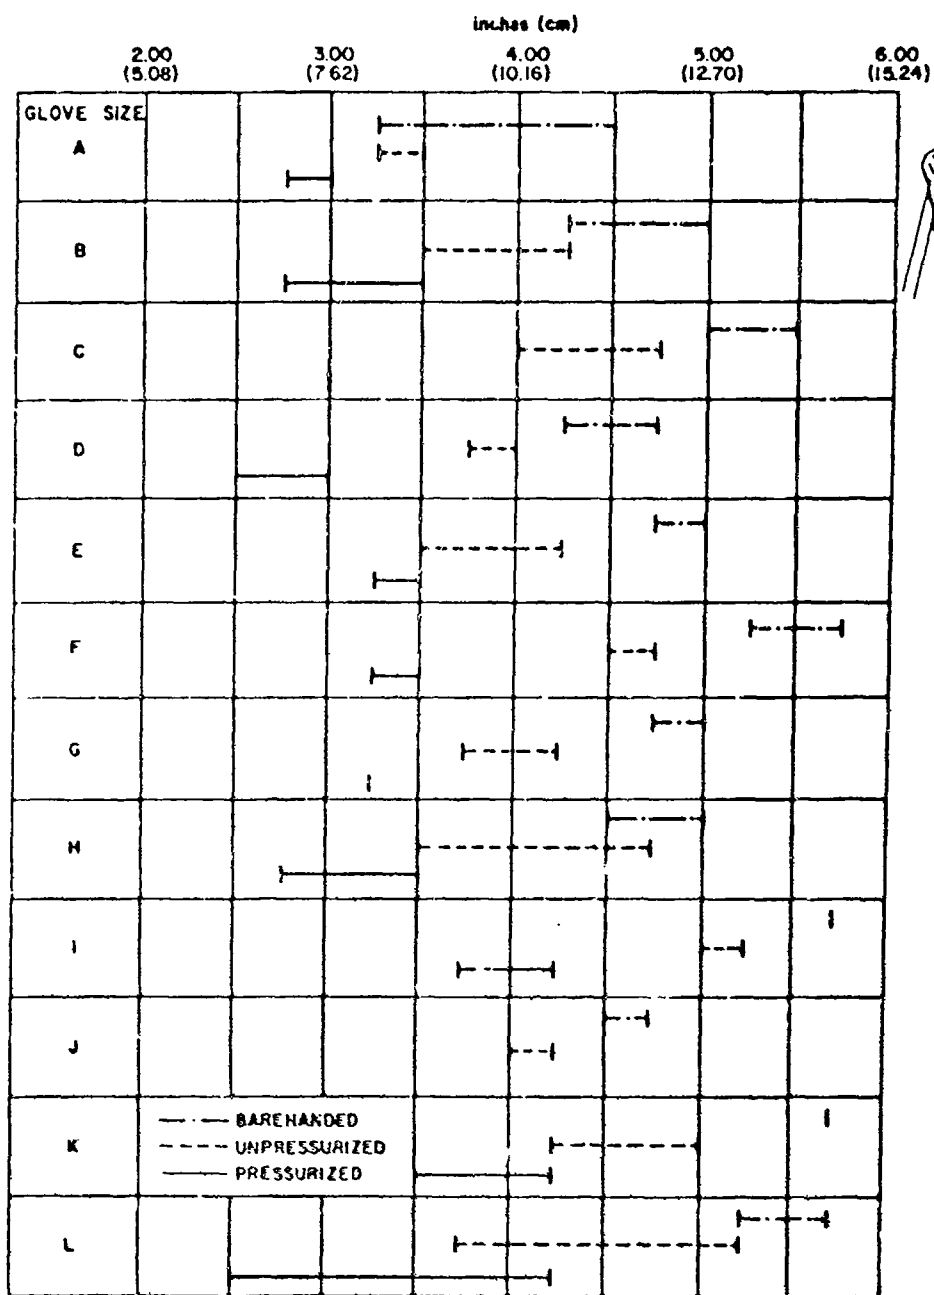 inches (cm)
2.00 3.00 4.00 5.00 6.00
(5.08) (7.62) (10.16) (12.70) (15.24)
GLOVE SIZE
A
B
C
D
E
F
G
H
I
J
K
L
BAREHANDED
UNPRESSURIZED
PRESSURIZED